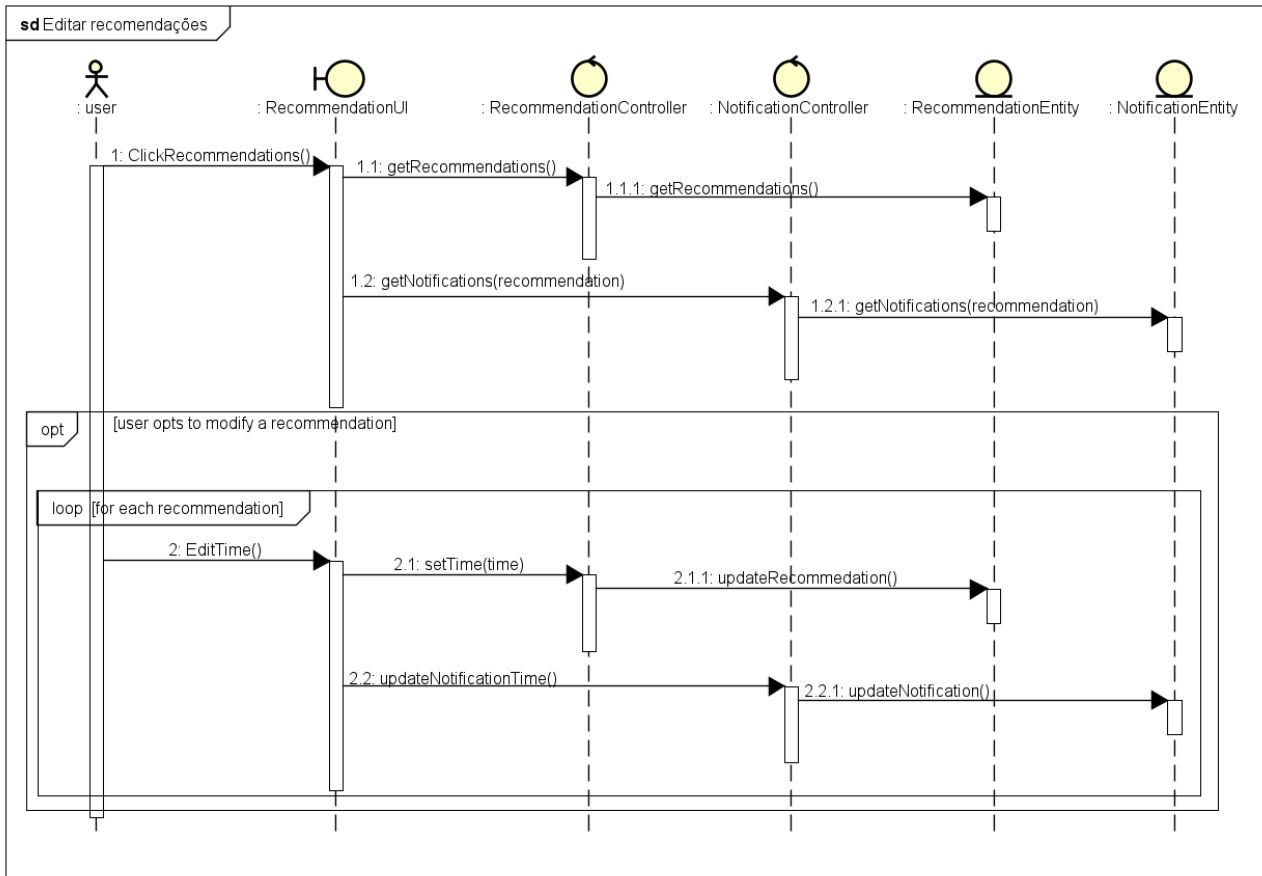 sd Editar recomendações
: user
: RecommendationUI
: RecommendationController
: NotificationController
: RecommendationEntity
: NotificationEntity
1: ClickRecommendations()
1.1: getRecommendations()
1.1.1: getRecommendations()
1.2: getNotifications(recommendation)
1.2.1: getNotifications(recommendation)
opt
[user opts to modify a recommendation]
loop [for each recommendation]
2: EditTime()
2.1: setTime(time)
2.1.1: updateRecommedation()
2.2: updateNotificationTime()
2.2.1: updateNotification()